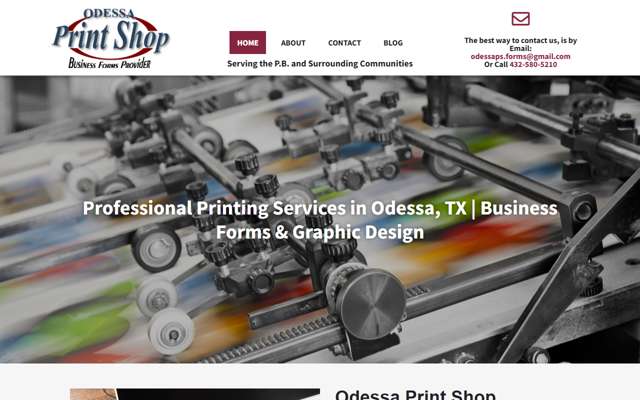 ODESSA
Print Shop
BUSINESS FORMS PROVIDER
HOME
ABOUT
CONTACT
BLOG
Serving the P.B. and Surrounding Communities
The best way to contact us, is by
Email:
odessaps.forms@gmail.com
Or Call 432-580-5210
Professional Printing Services in Odessa, TX | Business
Forms & Graphic Design
Odessa Print Shop